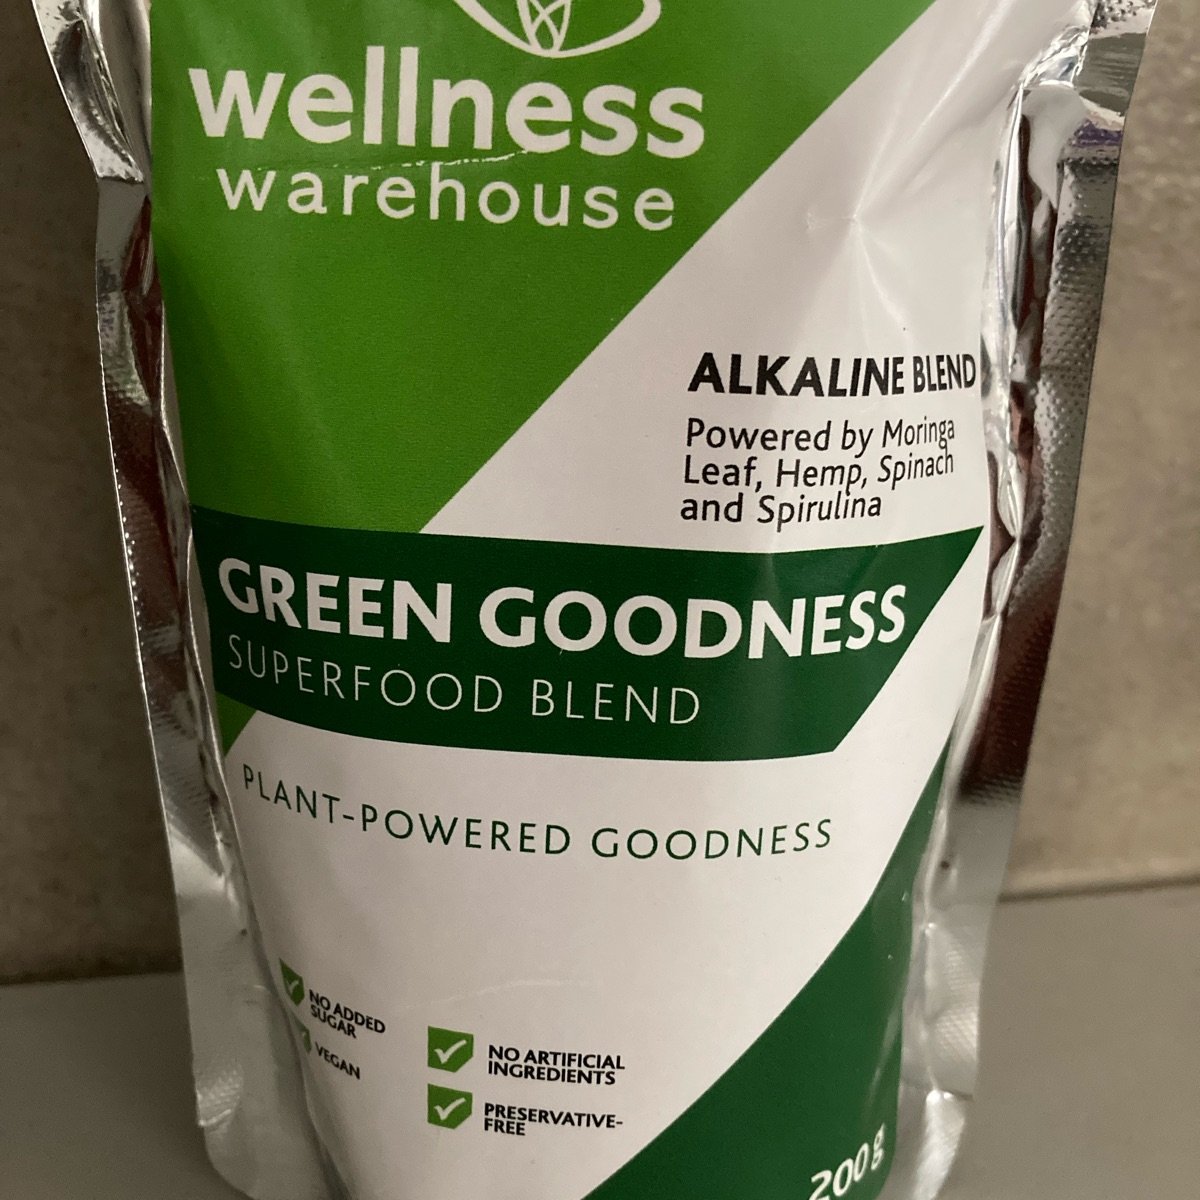 wellness
warehouse
ALKALINE BLEND
Powered by Moringa
Leaf, Hemp, Spinach
and Spirulina
GREEN GOODNESS
SUPERFOOD BLEND
PLANT-POWERED GOODNESS
NO ADDED
SUGAR
VEGAN
NO ARTIFICIAL
INGREDIENTS
PRESERVATIVE-
FREE
200 g